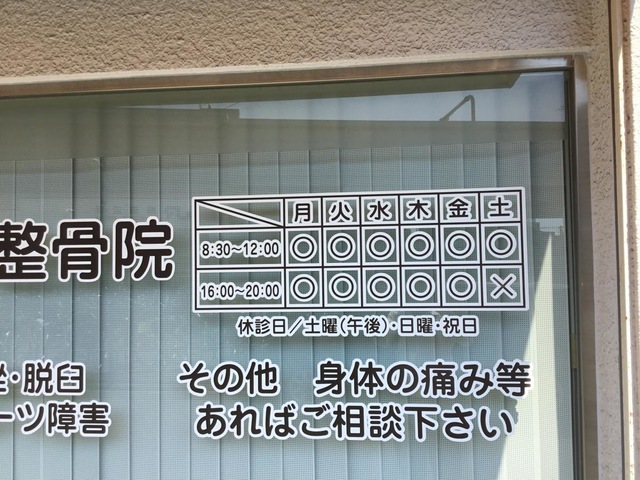 整骨院
月 火 水 木 金 土
8:30〜12:00 ◎ ◎ ◎ ◎ ◎ ◎
16:00〜20:00 ◎ ◎ ◎ ◎ ◎ ×
休診日／土曜(午後)・日曜・祝日
・脱臼
ーツ障害
その他 身体の痛み等
あればご相談下さい